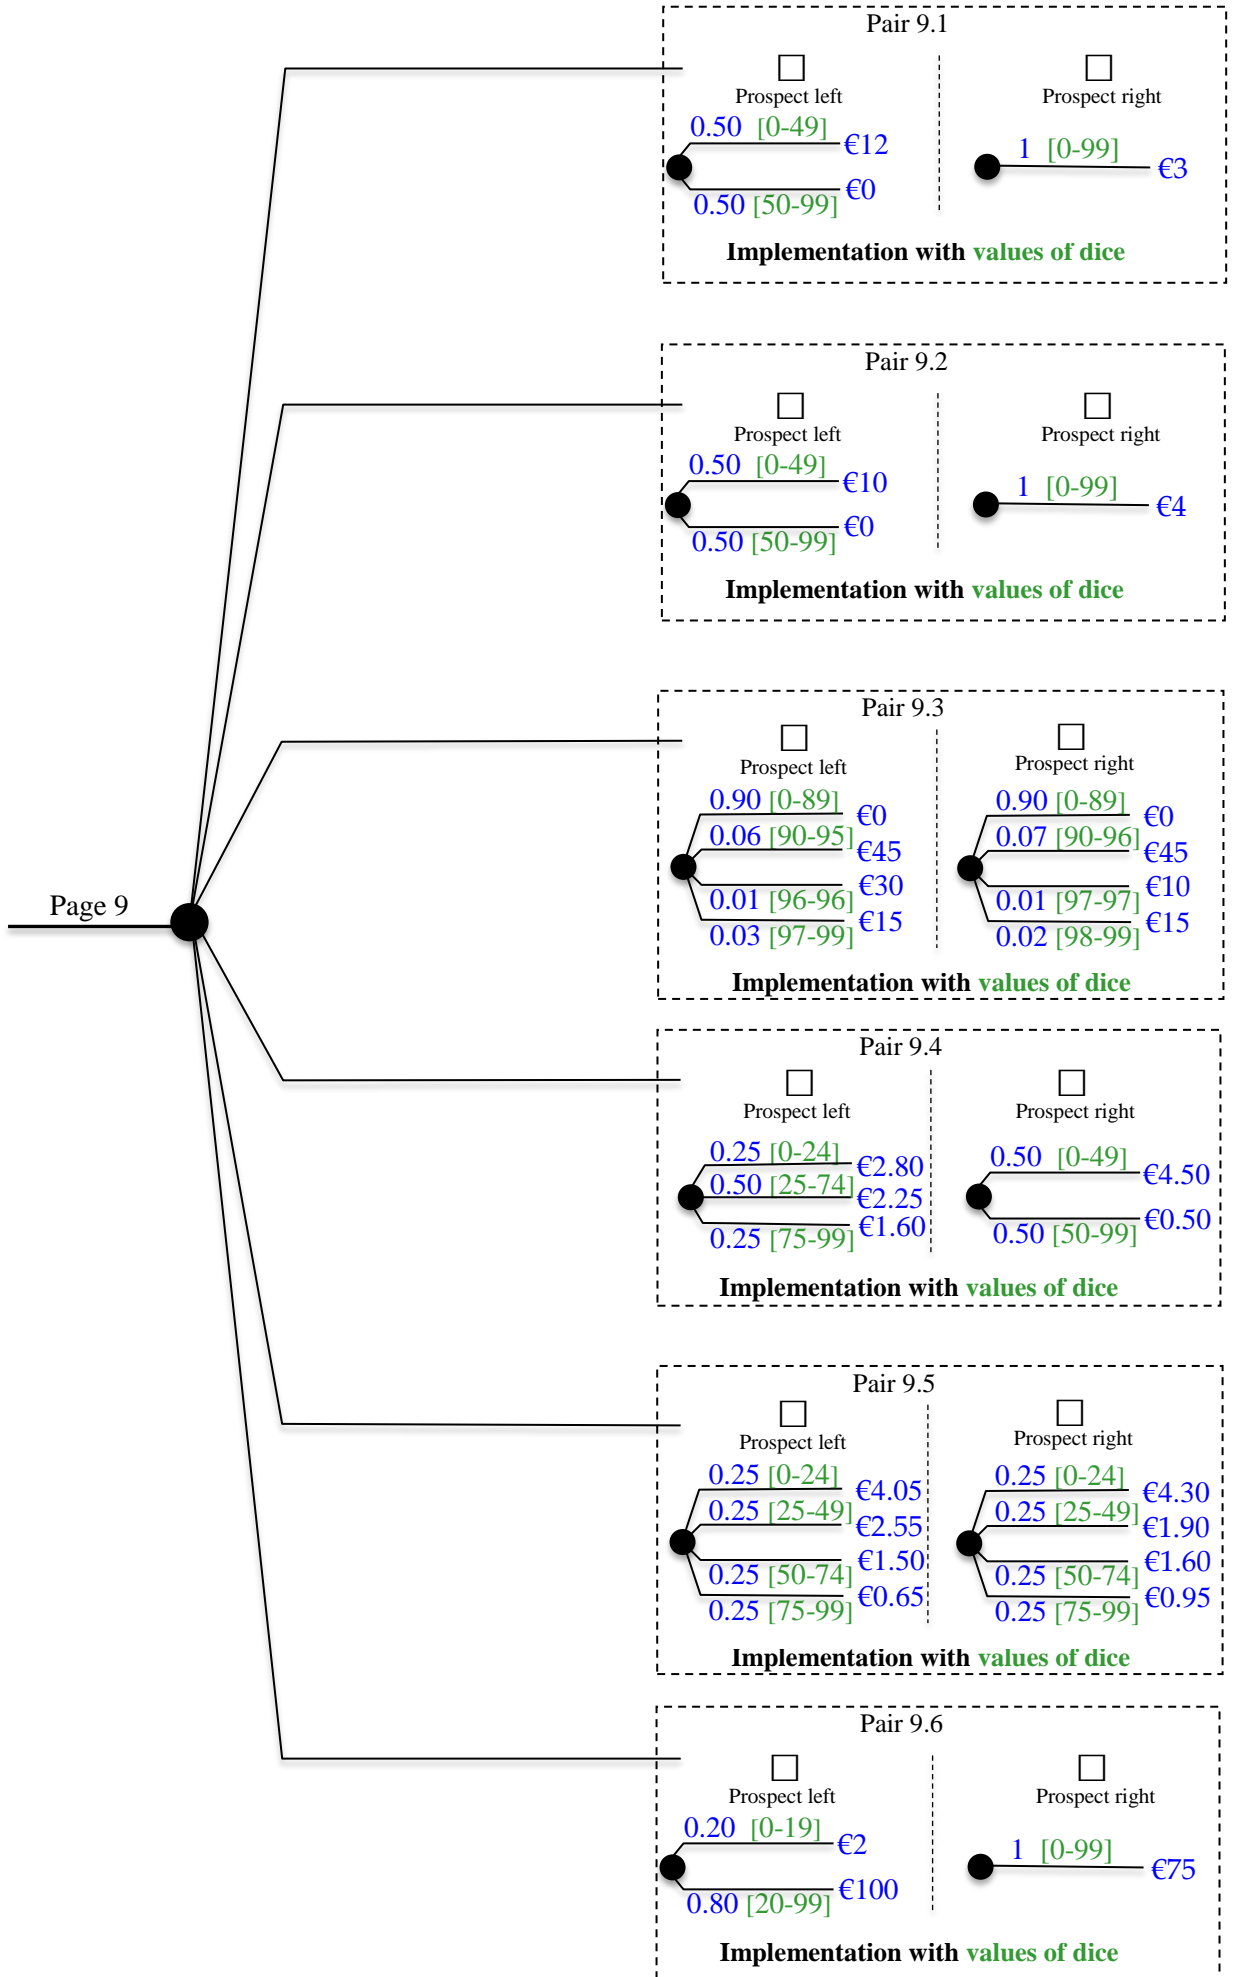 Pair 9.1
Prospect left Prospect right
0.50 [0-49] €12 1 [0-99] €3
€0
0.50 [50-99]
Implementation with values of dice
Pair 9.2
Prospect left Prospect right
0.50 [0-49] €10 1 [0-99] €4
€0
0.50 [50-99]
Implementation with values of dice
Pair 9.3
Prospect left Prospect right
0.90 [0-89] €0 0.90 [0-89] €0
0.06 [90-95] €45 0.07 [90-96] €45
€30 €10
0.01 [96-96] 0.01 [97-97]
€15 €15
0.03 [97-99] 0.02 [98-99]
Implementation with values of dice
Page 9
Pair 9.4
Prospect left Prospect right
0.25 [0-24] €2.80 0.50 [0-49] €4.50
0.50 [25-74] €2.25
€1.60 €0.50
0.25 [75-99] 0.50 [50-99]
Implementation with values of dice
Pair 9.5
Prospect left Prospect right
0.25 [0-24] €4.05 0.25 [0-24] €4.30
0.25 [25-49] €2.55 0.25 [25-49] €1.90
€1.50 €1.60
0.25 [50-74] 0.25 [50-74]
€0.65 €0.95
0.25 [75-99] 0.25 [75-99]
Implementation with values of dice
Pair 9.6
Prospect left Prospect right
0.20 [0-19] €2 1 [0-99] €75
€100
0.80 [20-99]
Implementation with values of dice